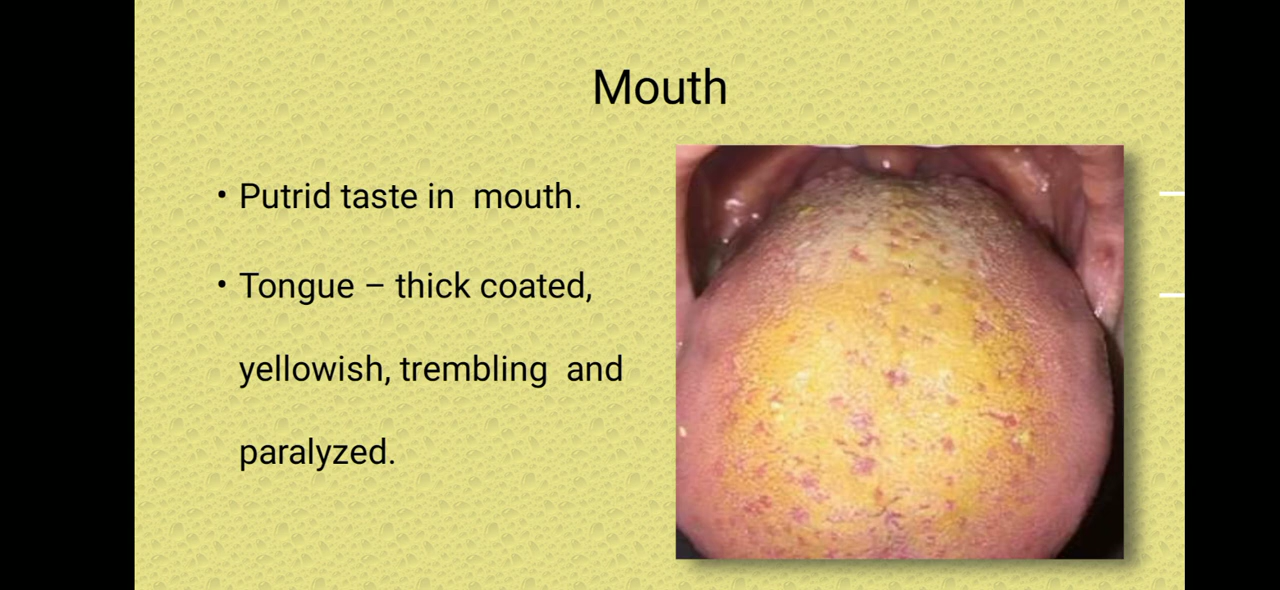 Mouth
• Putrid taste in mouth.
• Tongue – thick coated,
yellowish, trembling and
paralyzed.